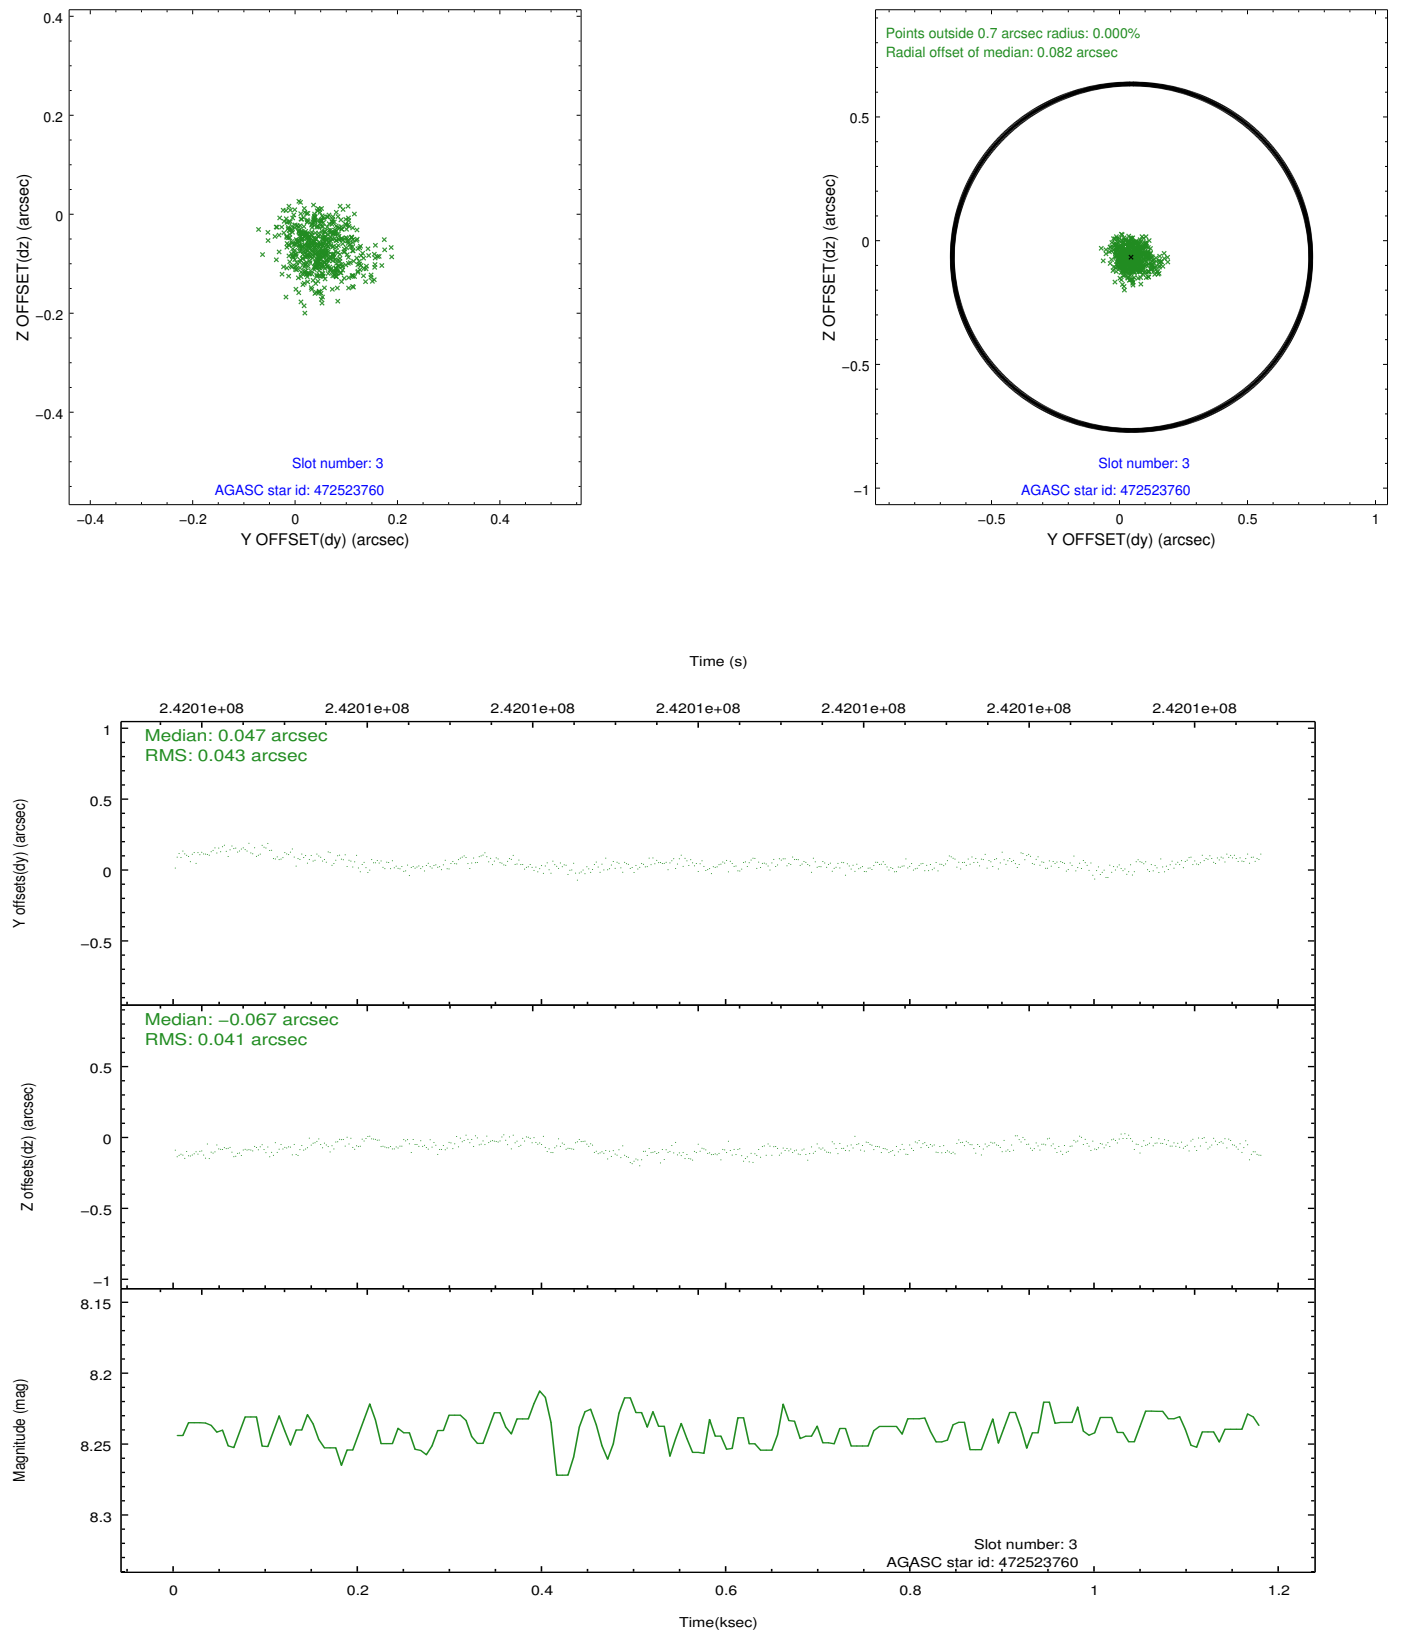 0.4
0.2
0
−0.2
−0.4
Z OFFSET(dz) (arcsec)
Slot number: 3
AGASC star id: 472523760
−0.4 −0.2 0 0.2 0.4
Y OFFSET(dy) (arcsec)
Points outside 0.7 arcsec radius: 0.000%
Radial offset of median: 0.082 arcsec
0.5
0
−0.5
−1
Z OFFSET(dz) (arcsec)
Slot number: 3
AGASC star id: 472523760
−0.5 0 0.5 1
Y OFFSET(dy) (arcsec)
Time (s)
2.4201e+08 2.4201e+08 2.4201e+08 2.4201e+08 2.4201e+08 2.4201e+08 2.4201e+08
Median: 0.047 arcsec
RMS: 0.043 arcsec
1
0.5
0
−0.5
Y offsets(dy) (arcsec)
Median: −0.067 arcsec
RMS: 0.041 arcsec
0.5
0
−0.5
−1
Z offsets(dz) (arcsec)
8.15
8.2
8.25
8.3
Magnitude (mag)
Slot number: 3
AGASC star id: 472523760
0 0.2 0.4 0.6 0.8 1 1.2
Time(ksec)